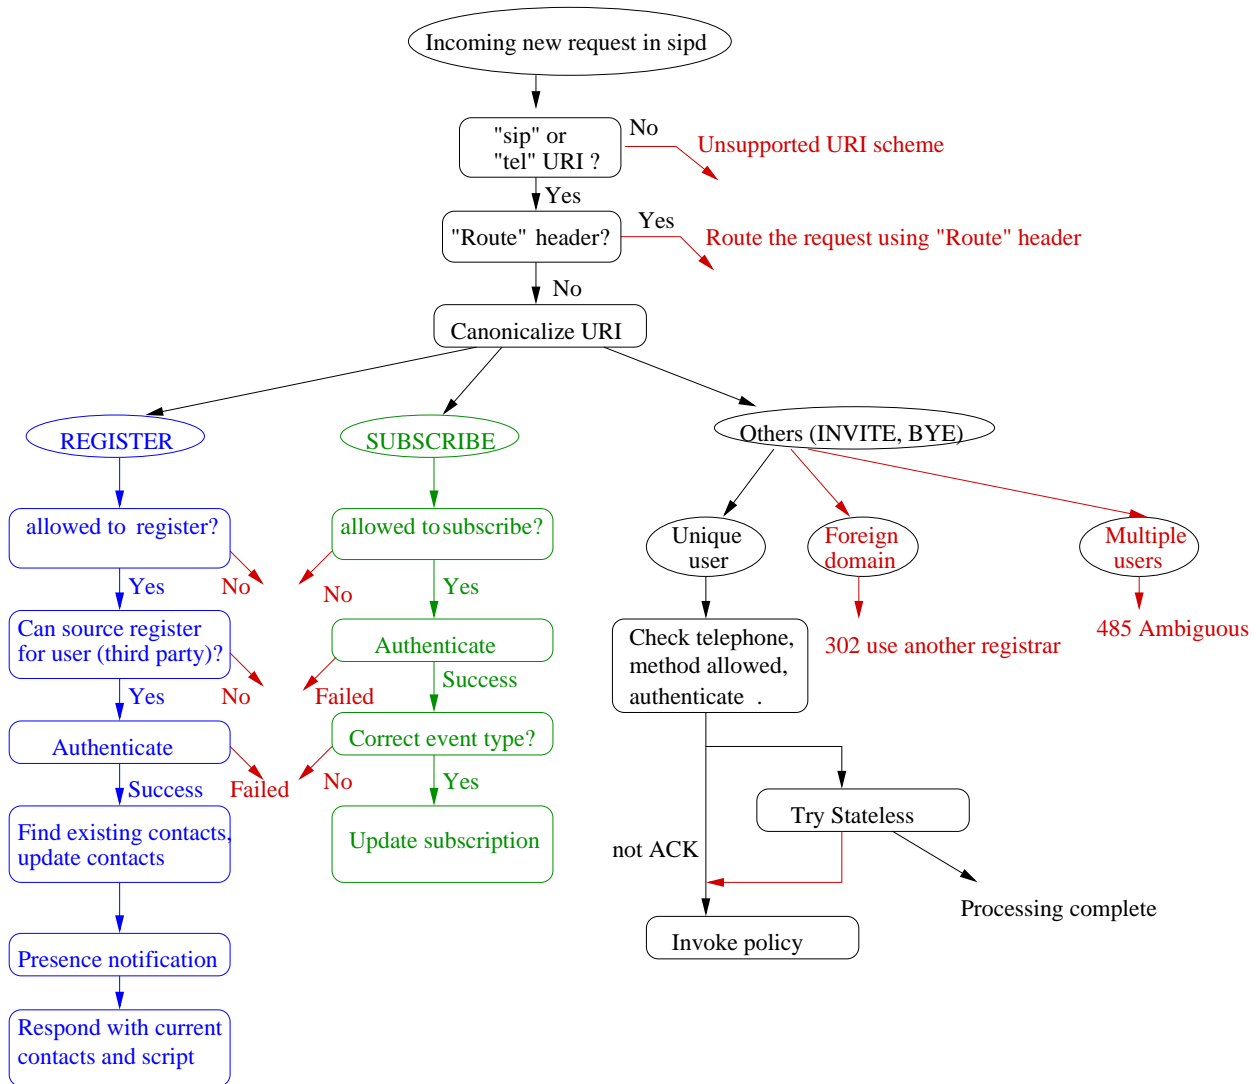 Incoming new request in sipd
"sip" or
"tel" URI ?
No
Unsupported URI scheme
Yes
"Route" header?
Yes
Route the request using "Route" header
No
Canonicalize URI
REGISTER
allowed to register?
Yes
No
Can source register
for user (third party)?
Yes
No
Authenticate
Success
Failed
Find existing contacts,
update contacts
Presence notification
Respond with current
contacts and script
SUBSCRIBE
allowed to subscribe?
No
Yes
Authenticate
Failed
Success
Correct event type?
No
Yes
Update subscription
Others (INVITE, BYE)
Unique
user
Foreign
domain
Multiple
users
Check telephone,
method allowed,
authenticate .
302 use another registrar
485 Ambiguous
Try Stateless
not ACK
Processing complete
Invoke policy